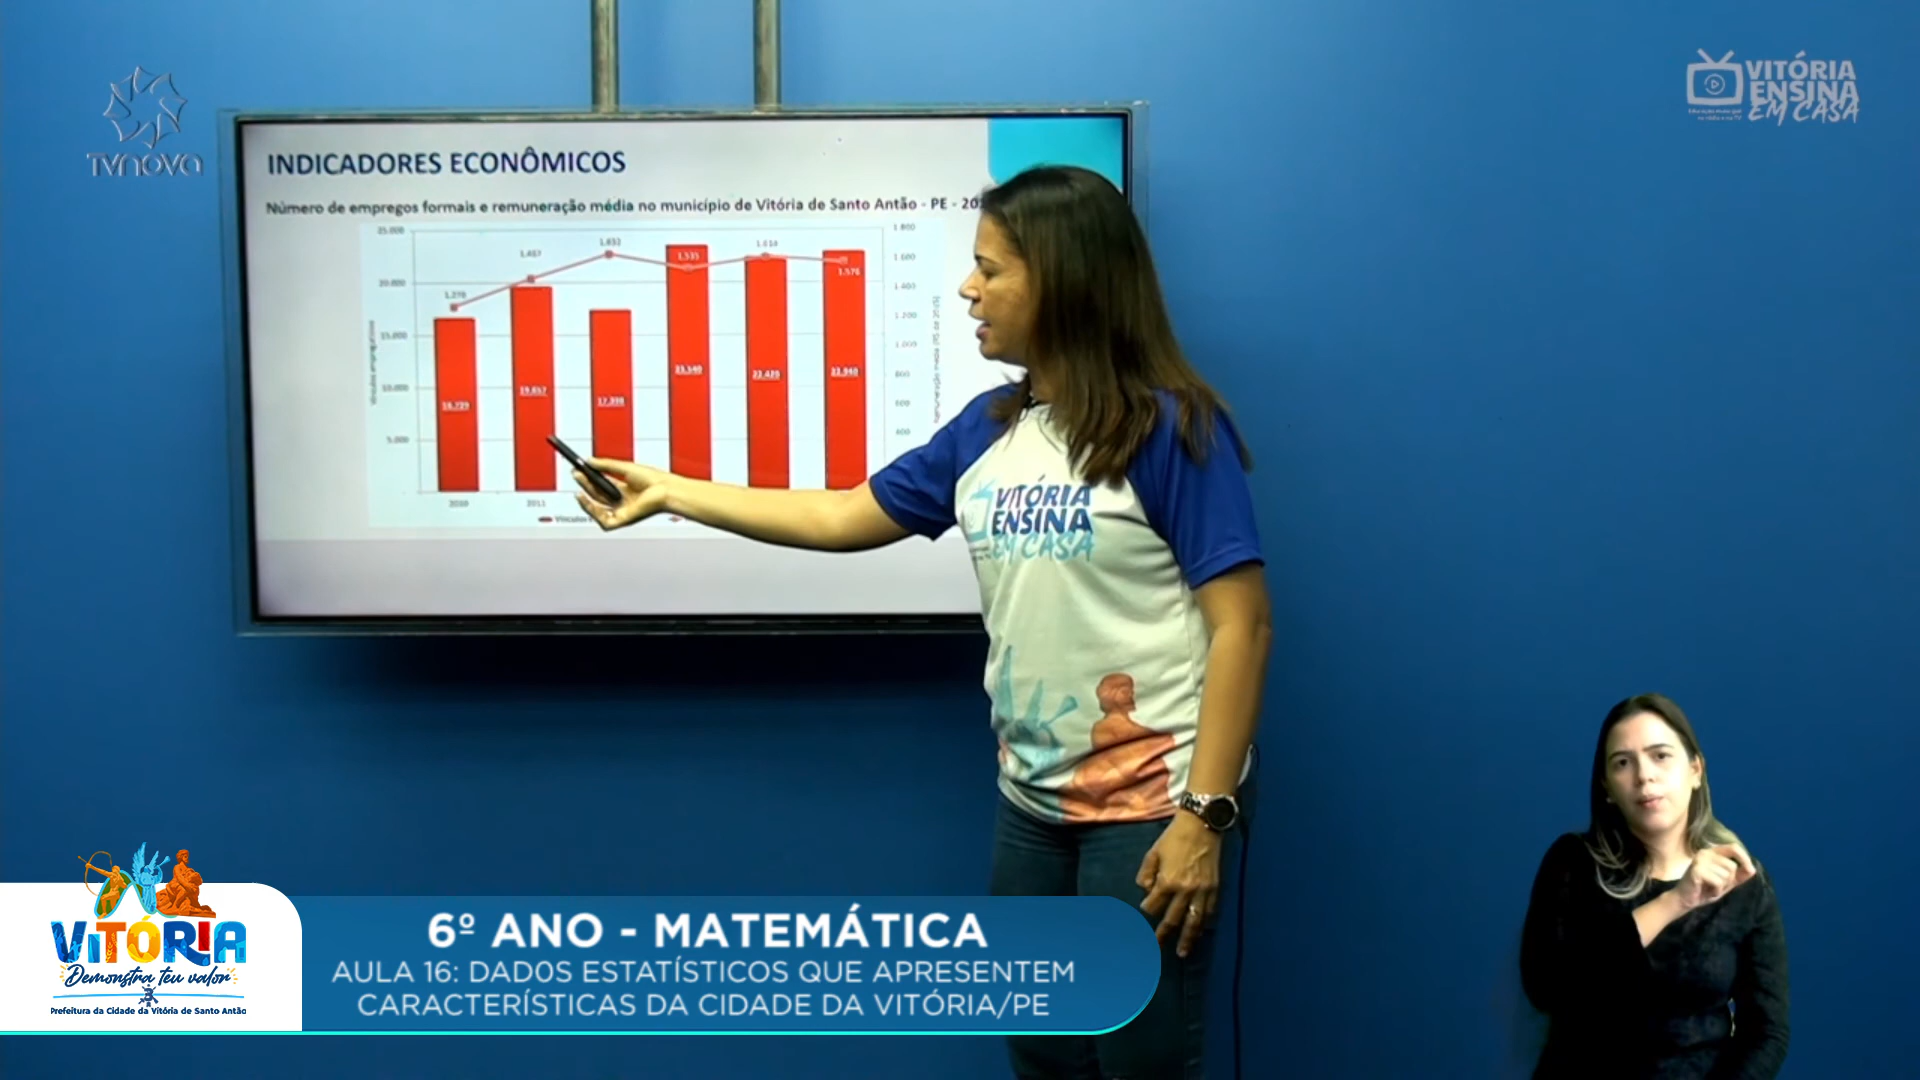 TVNOVA
VITÓRIA
ENSINA
EM CASA
INDICADORES ECONÔMICOS
Número de empregos formais e remuneração média no município de Vitória de Santo Antão - PE -
25.000
20.000
15.000
10.000
5.000
1.800
1.600
1.400
1.200
1.000
800
600
400
1.270
1.467
1.632
1.535
1.614
1.576
16.729
19.657
17.398
23.540
22.420
22.940
2010
2011
VITÓRIA
ENSINA
EM CASA
VITÓRIA
Demonstra teu valor
Prefeitura da Cidade da Vitória de Santo Antão
6º ANO - MATEMÁTICA
AULA 16: DADOS ESTATÍSTICOS QUE APRESENTEM
CARACTERÍSTICAS DA CIDADE DA VITÓRIA/PE